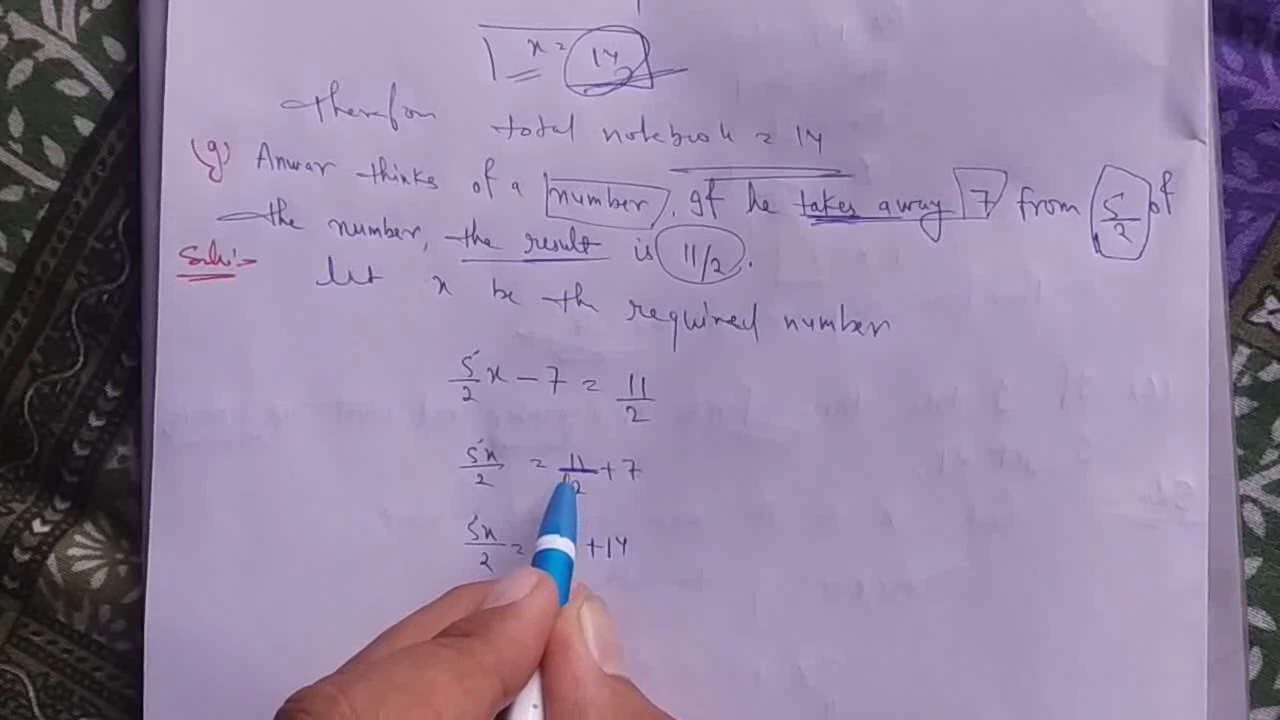 x = 14
therefore total notebook = 14
(g) Anwar thinks of a number. If he takes away 7 from 5/2 of
the number, the result is 11/2.
Soln:- let x be the required number
5/2 x - 7 = 11/2
5x/2 = 11/2 + 7
5x/2 = + 14